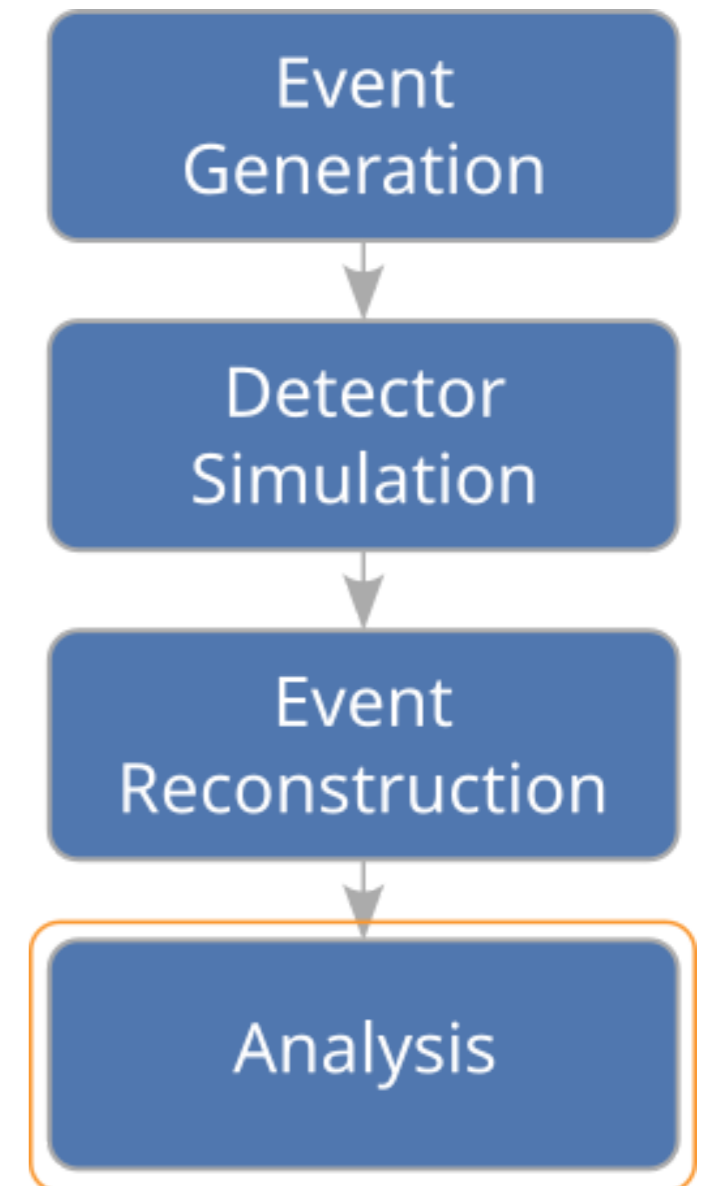 Event
Generation
Detector
Simulation
Event
Reconstruction
Analysis